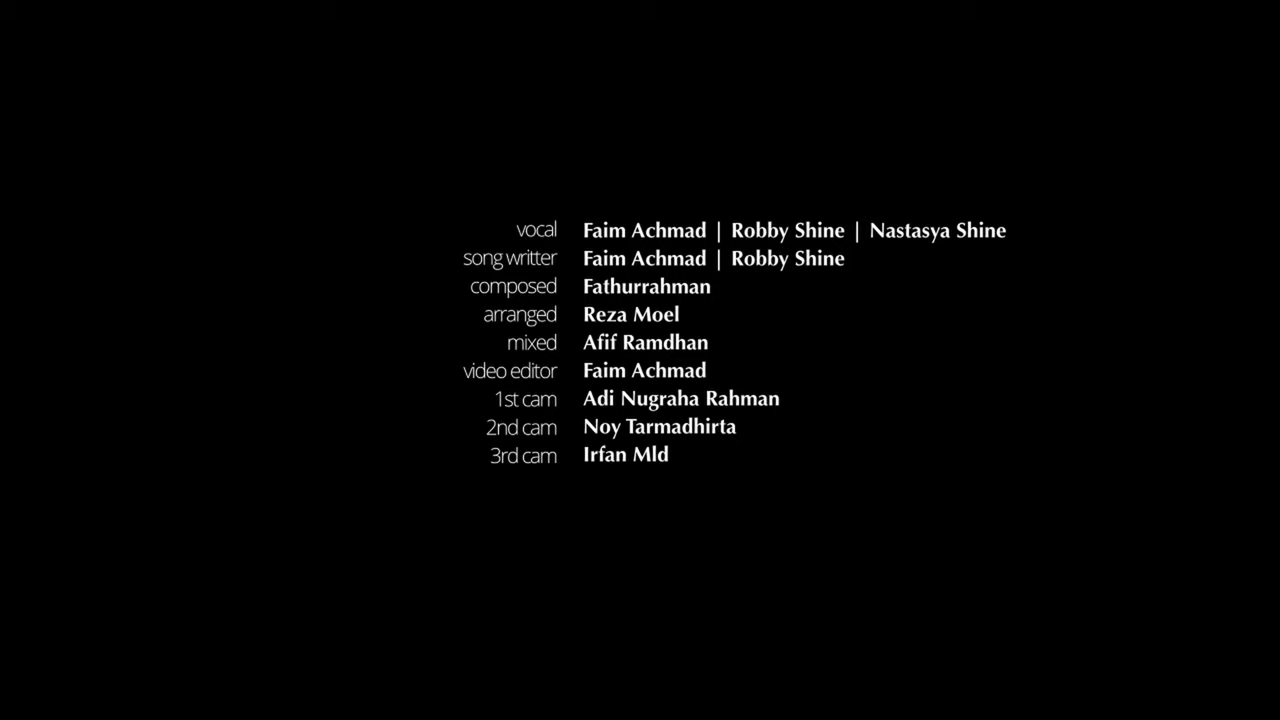 vocal Faim Achmad | Robby Shine | Nastasya Shine
song writter Faim Achmad | Robby Shine
composed Fathurrahman
arranged Reza Moel
mixed Afif Ramdhan
video editor Faim Achmad
1st cam Adi Nugraha Rahman
2nd cam Noy Tarmadhirta
3rd cam Irfan Mld